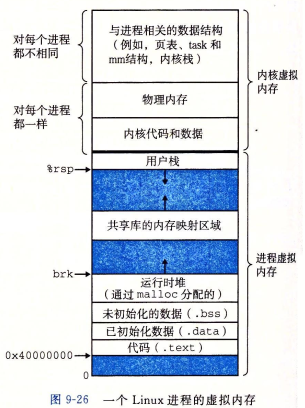 对每个进程
都不相同
与进程相关的数据结构
(例如，页表、task 和
mm结构，内核栈)
对每个进程
都一样
物理内存
内核代码和数据
内核虚拟
内存
用户栈
%rsp
共享库的内存映射区域
brk
运行时堆
(通过 malloc 分配的)
未初始化的数据 (.bss)
已初始化数据 (.data)
代码 (.text)
进程虚拟
内存
0x40000000
0
图 9-26 一个 Linux 进程的虚拟内存